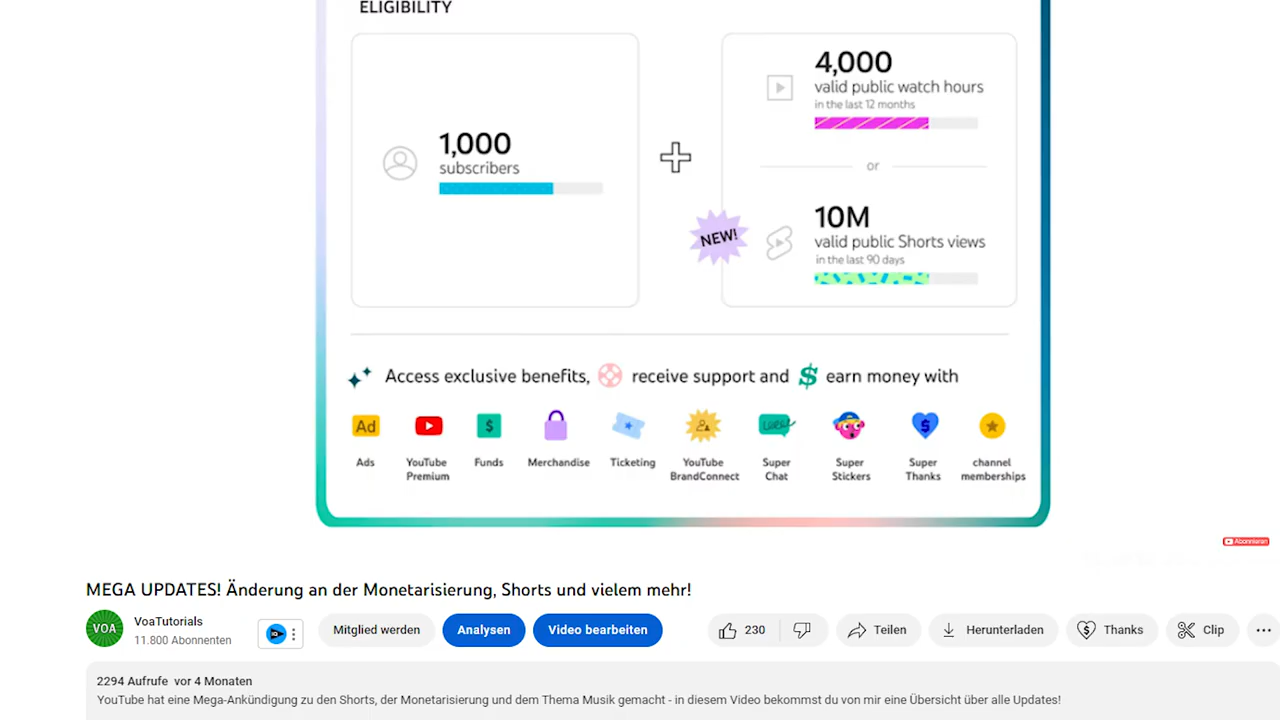 ELIGIBILITY
1,000
subscribers
4,000
valid public watch hours
in the last 12 months
or
NEW!
10M
valid public Shorts views
in the last 90 days
Access exclusive benefits, receive support and $ earn money with
Ad
$
Ads
YouTube Premium
Funds
Merchandise
Ticketing
YouTube BrandConnect
Super Chat
Super Stickers
Super Thanks
channel memberships
Abonnieren
MEGA UPDATES! Änderung an der Monetarisierung, Shorts und vielem mehr!
VOA
VoaTutorials
11.800 Abonnenten
Mitglied werden
Analysen
Video bearbeiten
230
Teilen
Herunterladen
Thanks
Clip
2294 Aufrufe vor 4 Monaten
YouTube hat eine Mega-Ankündigung zu den Shorts, der Monetarisierung und dem Thema Musik gemacht - in diesem Video bekommst du von mir eine Übersicht über alle Updates!